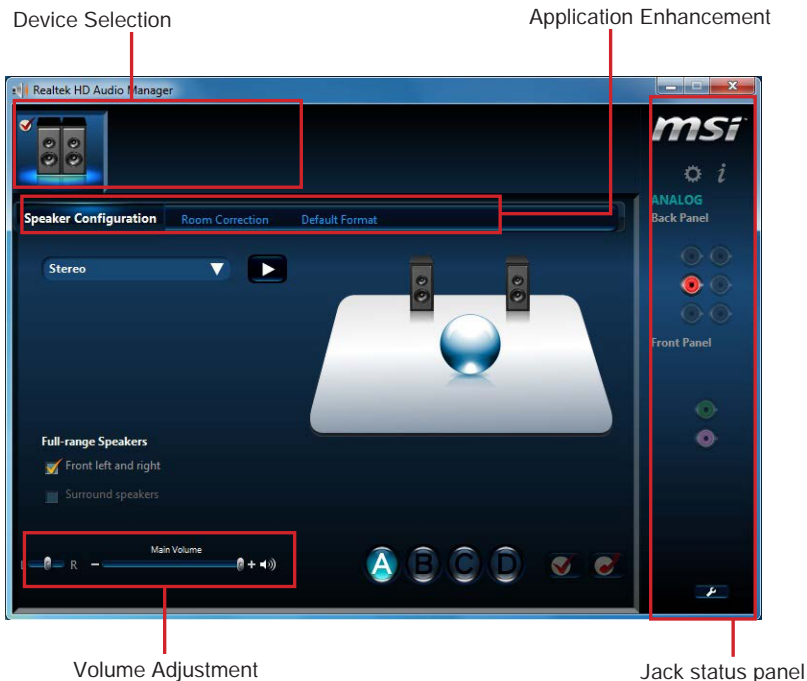 Device Selection
Application Enhancement
Realtek HD Audio Manager
msi
i
ANALOG
Back Panel
Speaker Configuration
Room Correction
Default Format
Stereo
Front Panel
Full-range Speakers
Front left and right
Surround speakers
Main Volume
L
R
A
B
C
D
Volume Adjustment
Jack status panel